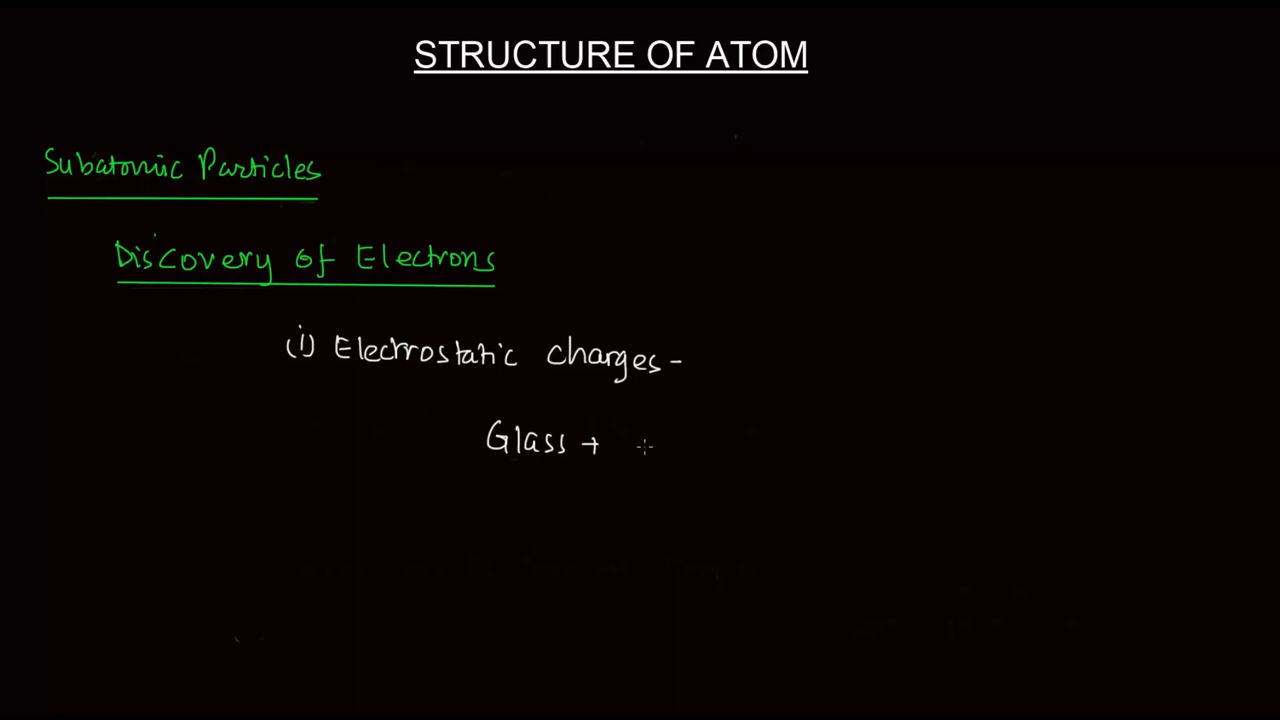 STRUCTURE OF ATOM
Subatomic Particles
Discovery of Electrons
(i) Electrostatic charges -
Glass +